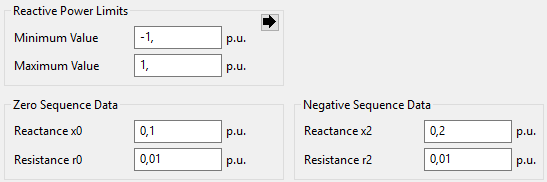 Reactive Power Limits
Minimum Value -1, p.u.
Maximum Value 1, p.u.
Zero Sequence Data
Reactance x0 0,1 p.u.
Resistance r0 0,01 p.u.
Negative Sequence Data
Reactance x2 0,2 p.u.
Resistance r2 0,01 p.u.